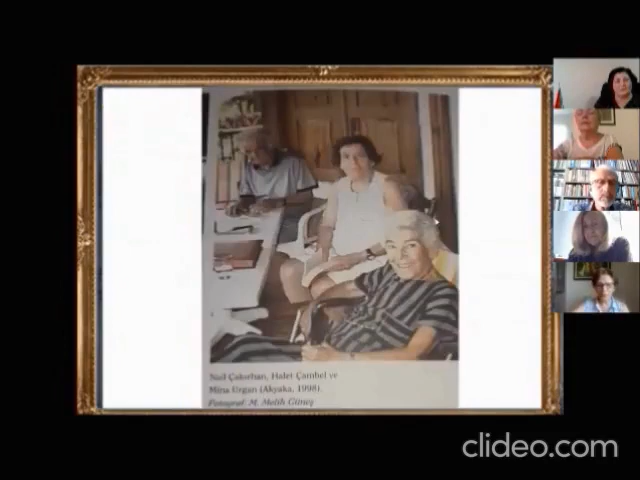 Nail Çakırhan, Halet Çambel ve
Mina Urgan (Akyaka, 1998).
Fotoğraf: M. Melih Güneş
clideo.com